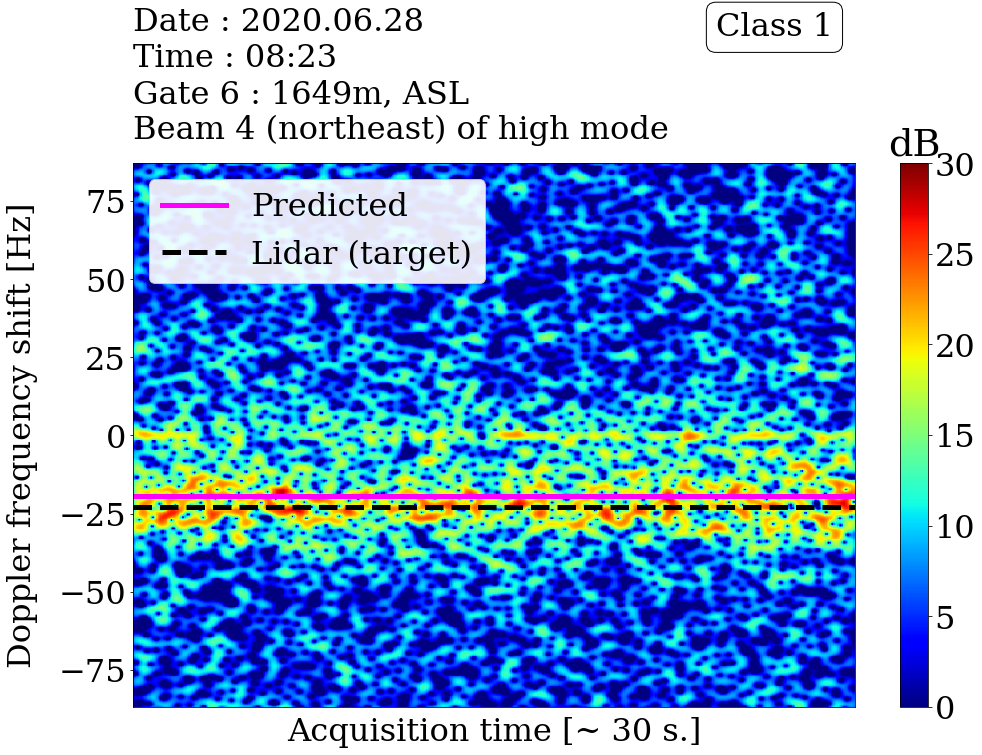 Date : 2020.06.28
Time : 08:23
Gate 6 : 1649m, ASL
Beam 4 (northeast) of high mode
Class 1
dB
Predicted
Lidar (target)
Doppler frequency shift [Hz]
75
50
25
0
−25
−50
−75
Acquisition time [~ 30 s.]
30
25
20
15
10
5
0